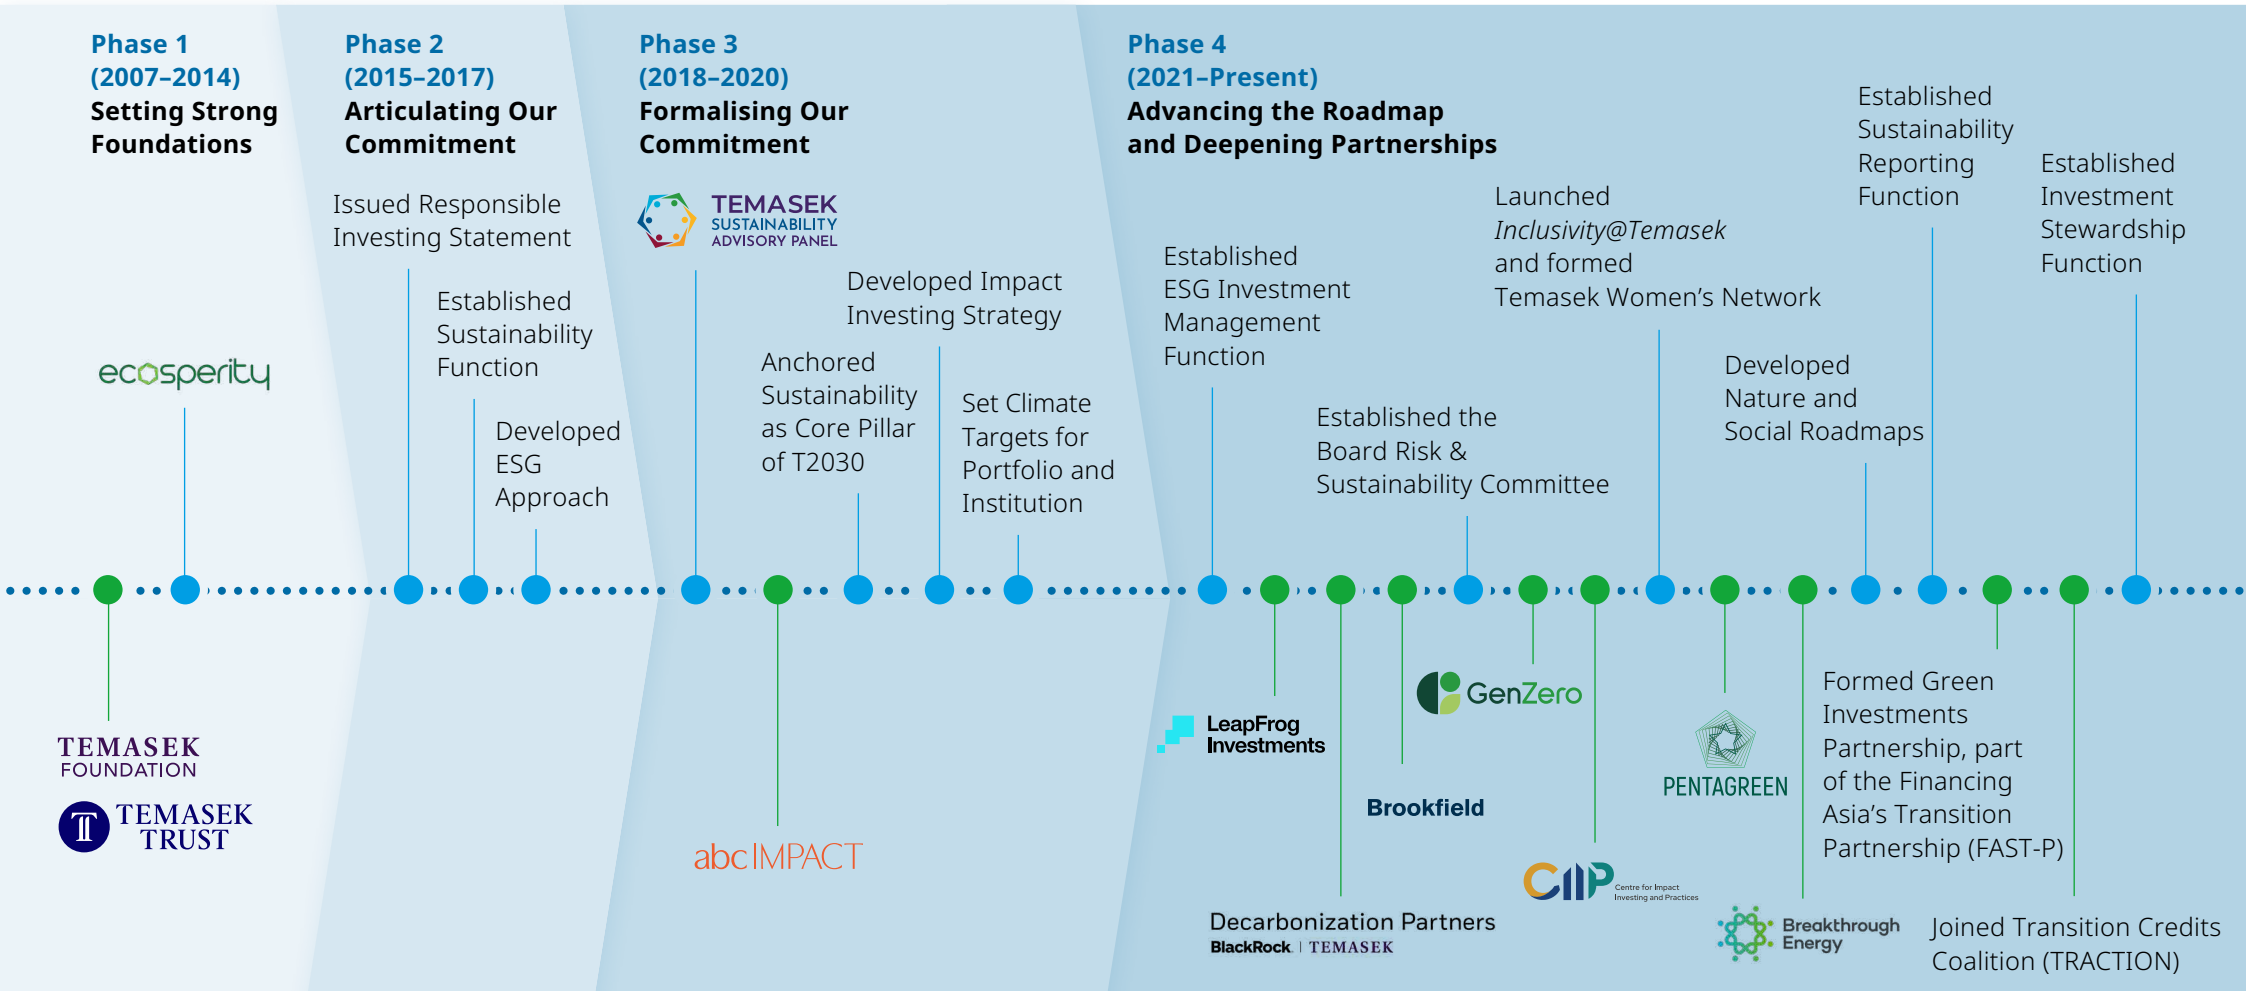 Phase 1
(2007–2014)
Setting Strong
Foundations
ecosperity
TEMASEK
FOUNDATION
T
TEMASEK
TRUST
Phase 2
(2015–2017)
Articulating Our
Commitment
Issued Responsible
Investing Statement
Established
Sustainability
Function
Developed
ESG
Approach
Phase 3
(2018–2020)
Formalising Our
Commitment
TEMASEK
SUSTAINABILITY
ADVISORY PANEL
abc IMPACT
Anchored
Sustainability
as Core Pillar
of T2030
Developed Impact
Investing Strategy
Set Climate
Targets for
Portfolio and
Institution
Phase 4
(2021–Present)
Advancing the Roadmap
and Deepening Partnerships
Established
ESG Investment
Management
Function
LeapFrog
Investments
Decarbonization Partners
BlackRock. | TEMASEK
Brookfield
Established the
Board Risk &
Sustainability Committee
GenZero
CIIP
Centre for Impact
Investing and Practices
Launched
Inclusivity@Temasek
and formed
Temasek Women’s Network
PENTAGREEN
Breakthrough
Energy
Developed
Nature and
Social Roadmaps
Established
Sustainability
Reporting
Function
Formed Green
Investments
Partnership, part
of the Financing
Asia’s Transition
Partnership (FAST-P)
Joined Transition Credits
Coalition (TRACTION)
Established
Investment
Stewardship
Function